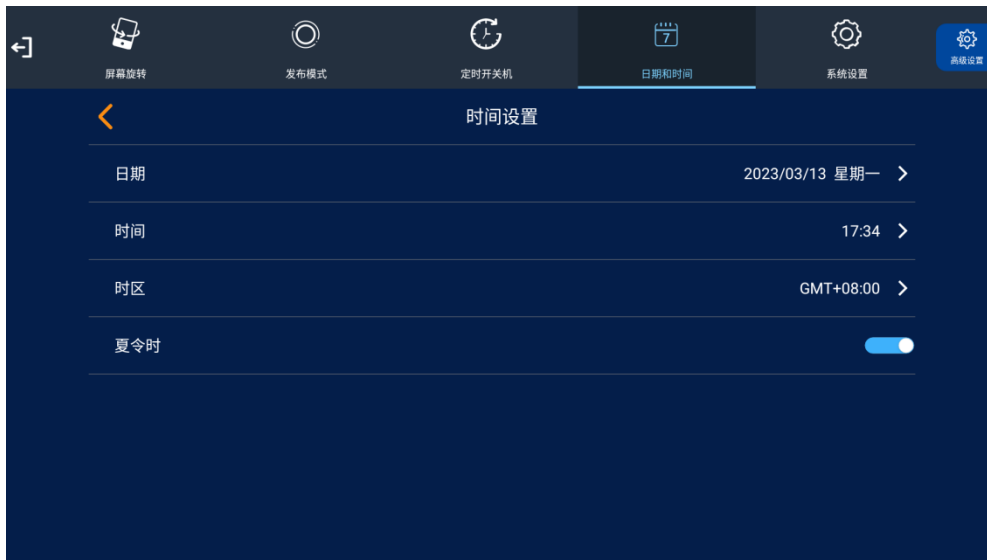 屏幕旋转 发布模式 定时开关机 7 日期和时间 系统设置 高级设置
时间设置
日期 2023/03/13 星期一
时间 17:34
时区 GMT+08:00
夏令时